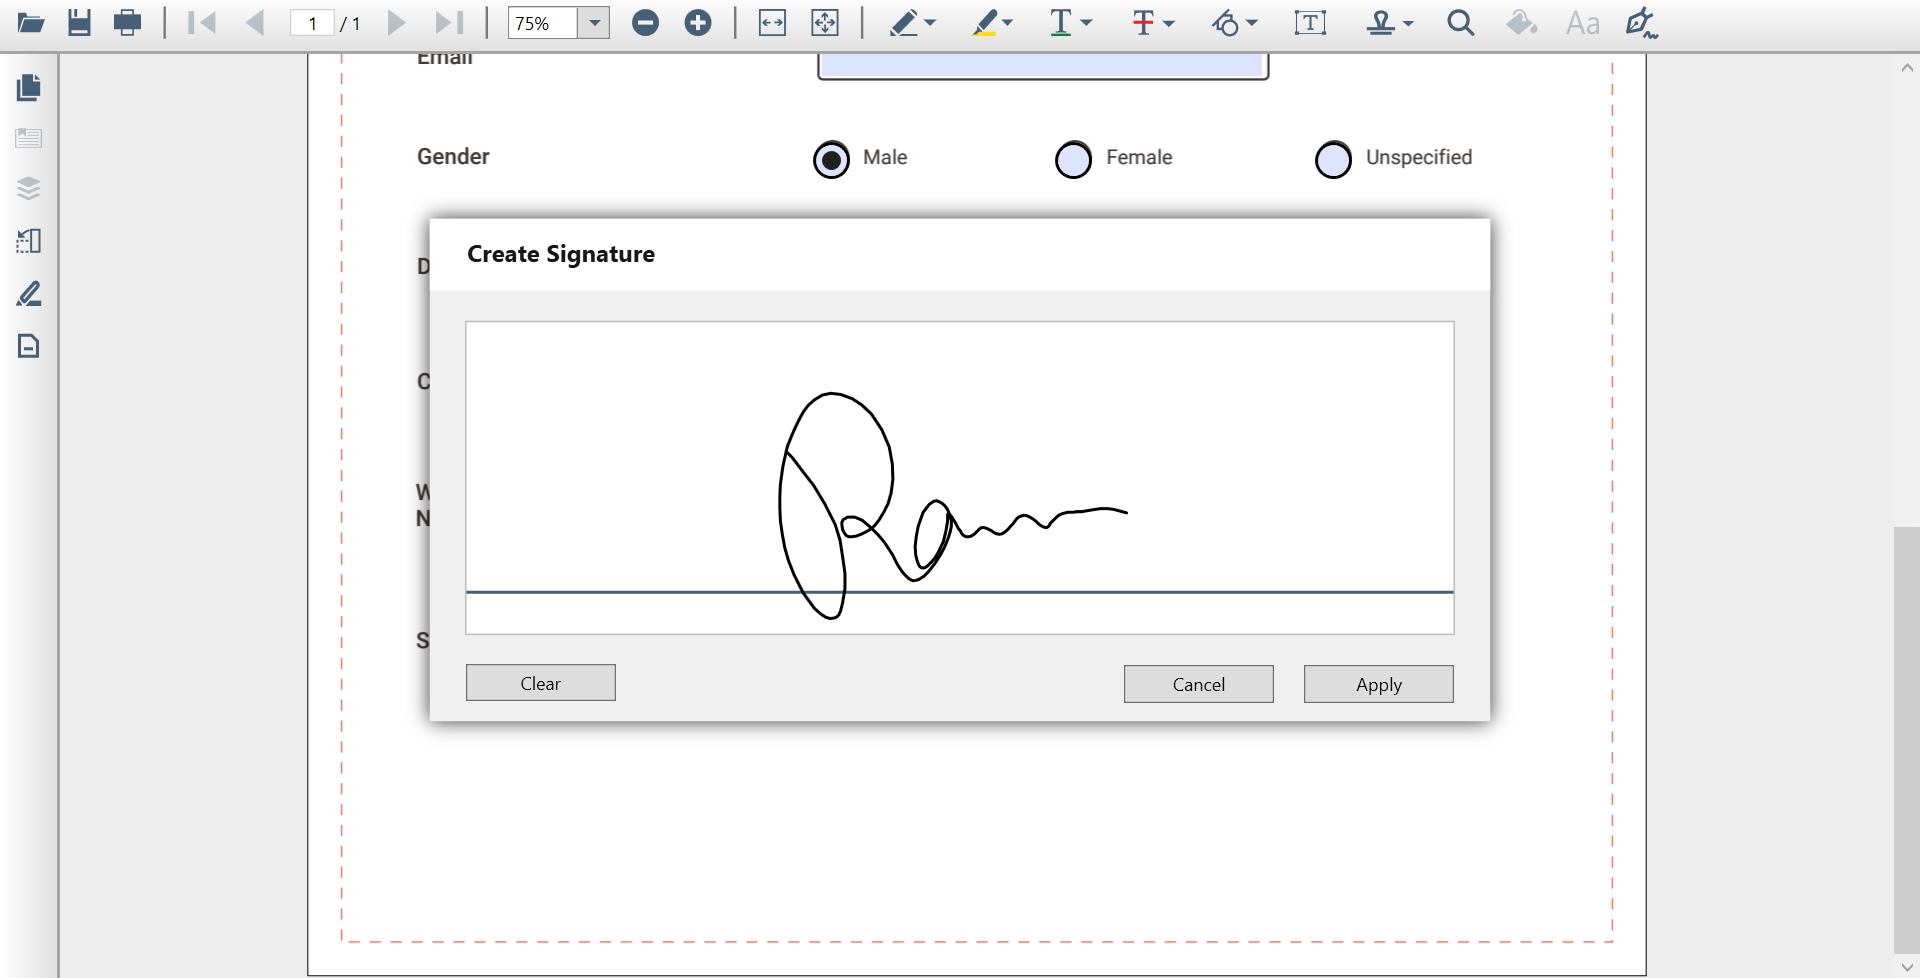 1 / 1
75%
T
T
T
Aa
Email
Gender
Male
Female
Unspecified
Create Signature
D
C
W
N
S
Clear
Cancel
Apply